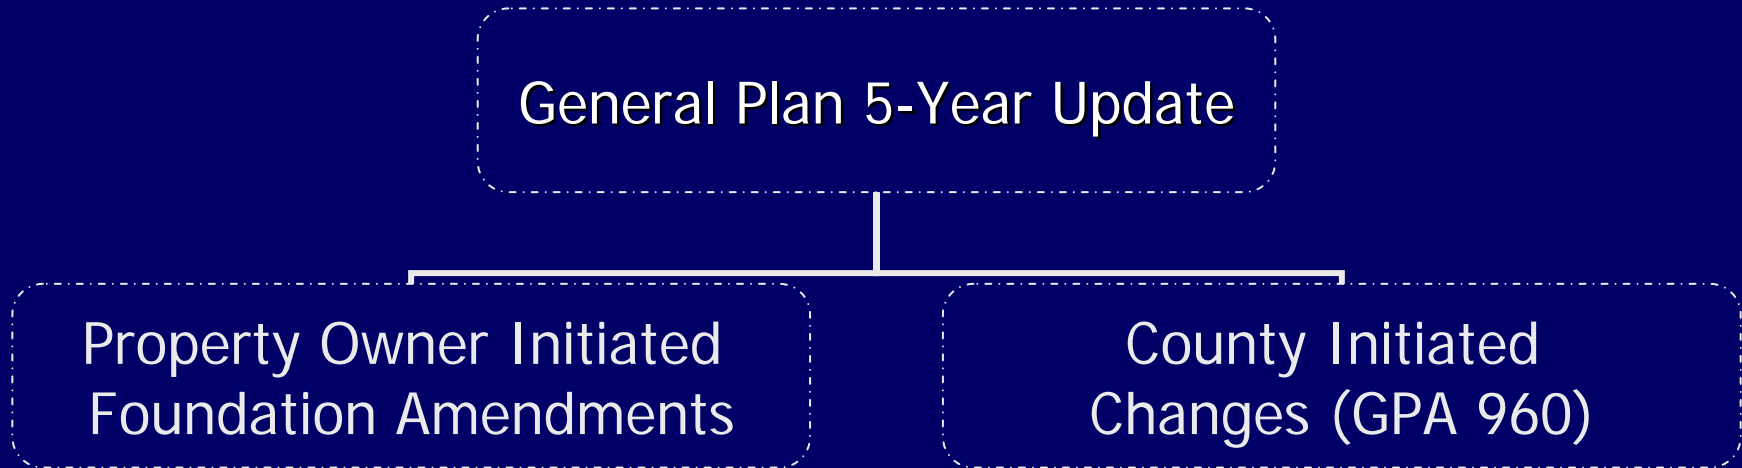 General Plan 5-Year Update
Property Owner Initiated
Foundation Amendments
County Initiated
Changes (GPA 960)